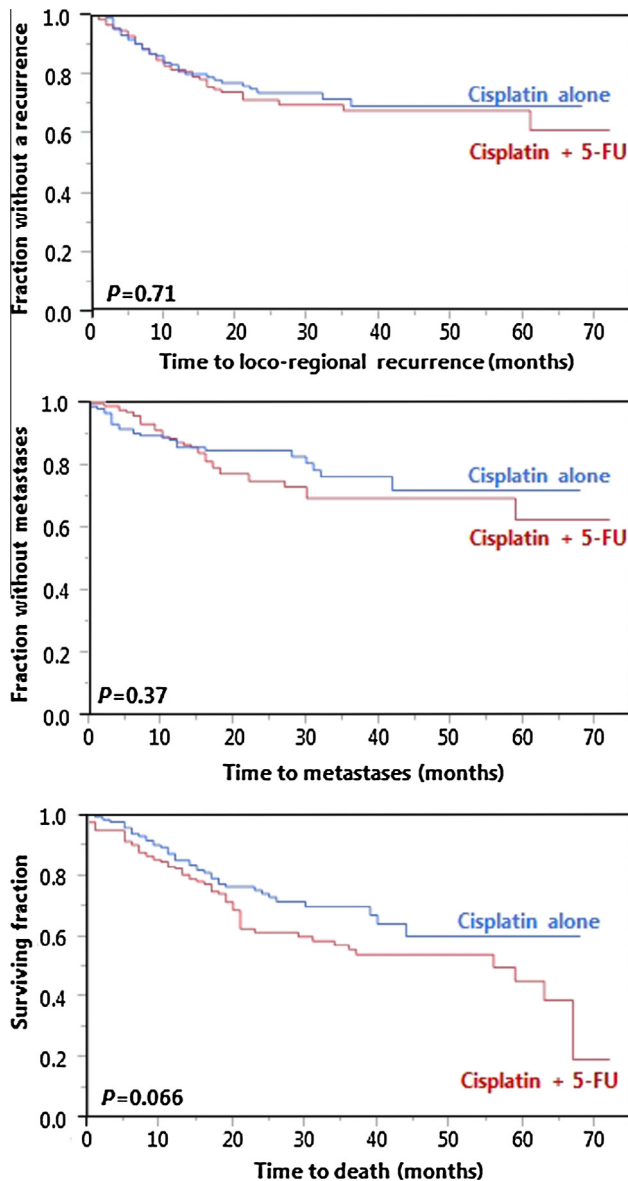 Fraction without a recurrence
1.0
0.8
0.6
0.4
0.2
0.0
Cisplatin alone
Cisplatin + 5-FU
P=0.71
0 10 20 30 40 50 60 70
Time to loco-regional recurrence (months)
Fraction without metastases
1.0
0.8
0.6
0.4
0.2
0.0
Cisplatin alone
Cisplatin + 5-FU
P=0.37
0 10 20 30 40 50 60 70
Time to metastases (months)
Surviving fraction
1.0
0.8
0.6
0.4
0.2
0.0
Cisplatin alone
Cisplatin + 5-FU
P=0.066
0 10 20 30 40 50 60 70
Time to death (months)